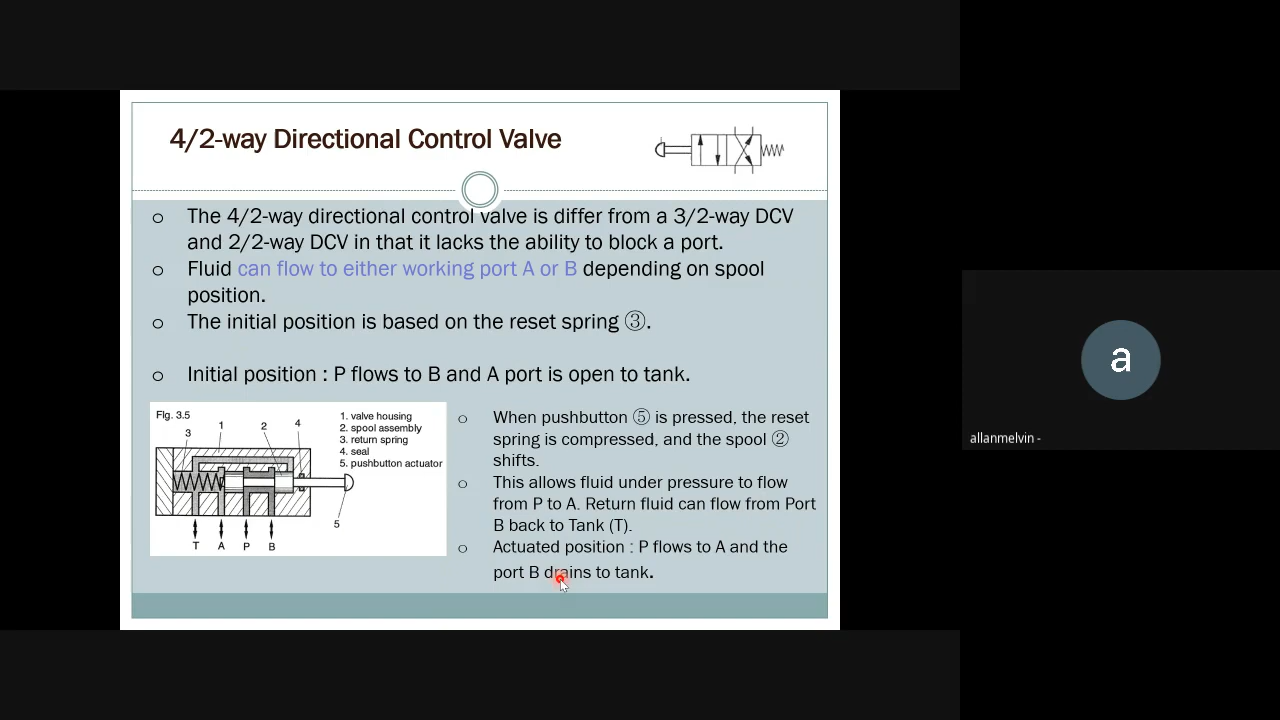 4/2-way Directional Control Valve
o The 4/2-way directional control valve is differ from a 3/2-way DCV
and 2/2-way DCV in that it lacks the ability to block a port.
o Fluid can flow to either working port A or B depending on spool
position.
o The initial position is based on the reset spring ③.
o Initial position : P flows to B and A port is open to tank.
FIg. 3.5
1. valve housing
2. spool assembly
3. return spring
4. seal
5. pushbutton actuator
3 1 2 4
5
T A P B
o When pushbutton ⑤ is pressed, the reset
spring is compressed, and the spool ②
shifts.
o This allows fluid under pressure to flow
from P to A. Return fluid can flow from Port
B back to Tank (T).
o Actuated position : P flows to A and the
port B drains to tank.
a
allanmelvin -